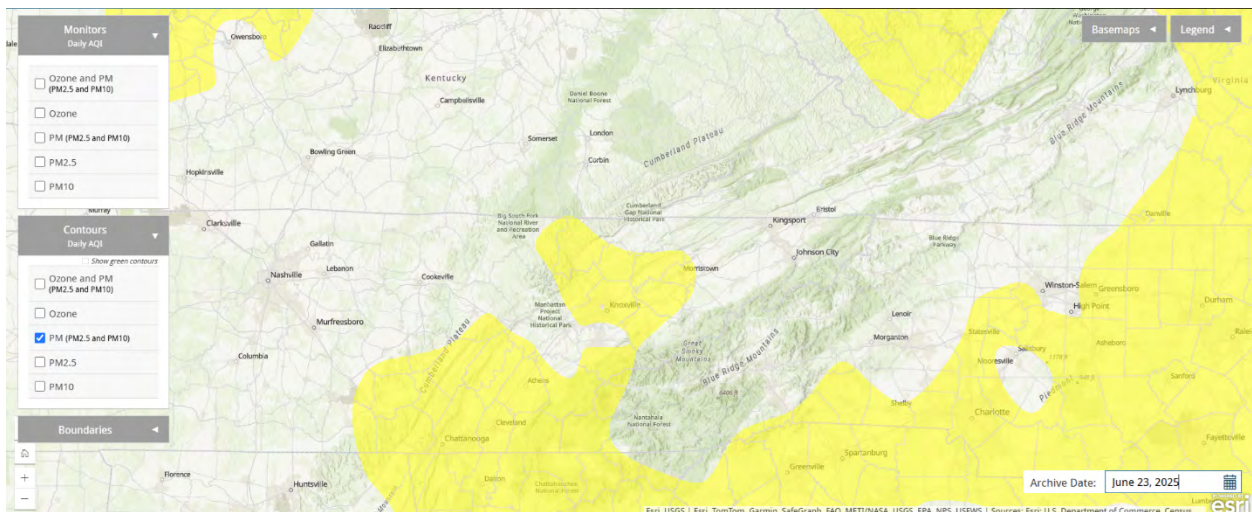 Monitors
Daily AQI
Ozone and PM
(PM2.5 and PM10)
Ozone
PM (PM2.5 and PM10)
PM2.5
PM10
Contours
Daily AQI
Show green contours
Ozone and PM
(PM2.5 and PM10)
Ozone
PM (PM2.5 and PM10)
PM2.5
PM10
Boundaries
Basemaps
Legend
Owensboro
Radcliff
Elizabethtown
Kentucky
Campbellsville
Daniel Boone
National Forest
Virginia
Lynchburg
Blue Ridge Mountains
Somerset
London
Corbin
Cumberland Plateau
Bowling Green
Hopkinsville
Murray
Clarksville
Big South Fork
National River
and Recreation
Area
Cumberland
Gap National
Historical Park
Kingsport
Bristol
Danville
Gallatin
Nashville
Lebanon
Cookeville
Morristown
Johnson City
Blue Ridge
Parkway
Winston-Salem
Greensboro
High Point
Durham
Murfreesboro
Manhattan
Project
National
Historical Park
Knoxville
Lenoir
Morganton
Statesville
Salisbury
Asheboro
Columbia
Cumberland Plateau
Athens
Great
Smoky
Mountains
Blue Ridge Mountains
Mooresville
Piedmont
Sanford
Nantahala
National Forest
Shelby
Charlotte
Cleveland
Chattanooga
Fayetteville
Spartanburg
Greenville
Florence
Huntsville
Dalton
Chattahoochee
National Forest
Archive Date: June 23, 2025
esri